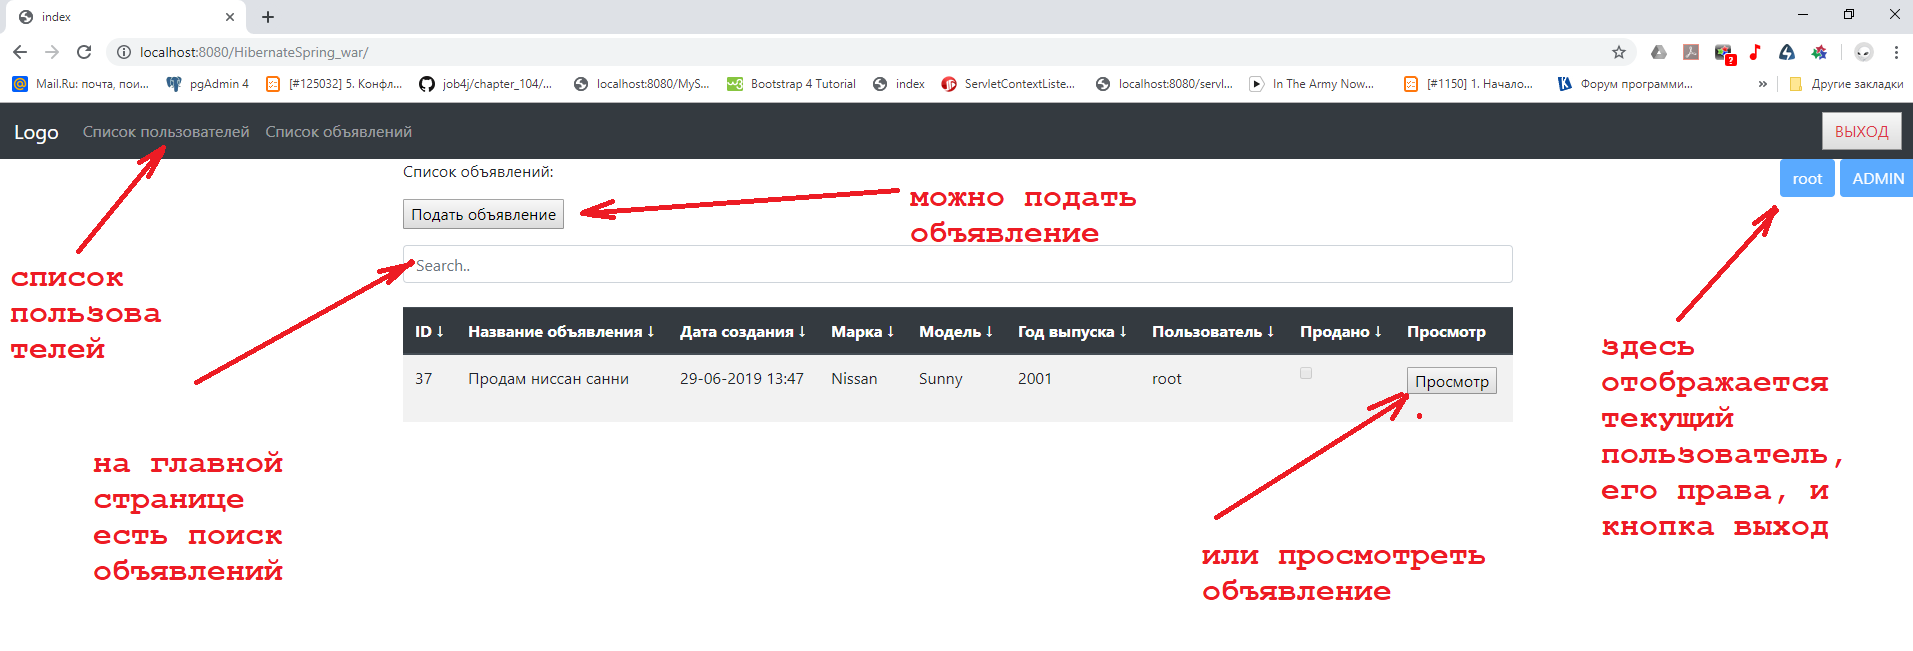 index
localhost:8080/HibernateSpring_war/
Mail.Ru: почта, пои...
pgAdmin 4
[#125032] 5. Конфл...
job4j/chapter_104/...
localhost:8080/MyS...
Bootstrap 4 Tutorial
index
ServletContextListe...
localhost:8080/servl...
In The Army Now...
[#1150] 1. Начало...
Форум программи...
»
Другие закладки
Logo
Список пользователей
Список объявлений
ВЫХОД
root
ADMIN
Список объявлений:
Подать объявление
можно подать
объявление
Search..
список
пользова
телей
ID ↓ Название объявления ↓ Дата создания ↓ Марка ↓ Модель ↓ Год выпуска ↓ Пользователь ↓ Продано ↓ Просмотр
37 Продам ниссан санни 29-06-2019 13:47 Nissan Sunny 2001 root Просмотр
здесь
отображается
текущий
пользователь,
его права, и
кнопка выход
на главной
странице
есть поиск
объявлений
или просмотреть
объявление